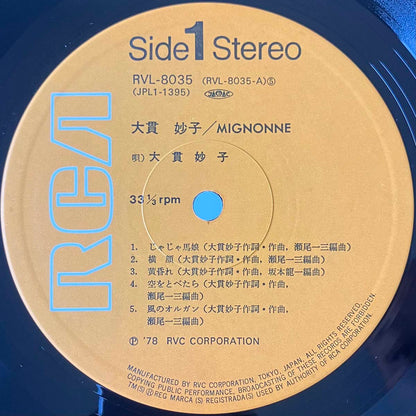 Side 1 Stereo
RVL-8035 (RVL-8035-A)Ⓢ
(JPL1-1395) JASRAC
大貫 妙子/MIGNONNE
唄)大貫妙子
33⅓rpm
RCA
1. じゃじゃ馬娘(大貫妙子作詞・作曲,瀬尾一三編曲)
2. 横 顔(大貫妙子作詞・作曲,瀬尾一三編曲)
3. 黄昏れ(大貫妙子作詞・作曲,坂本龍一編曲)
4. 空をとべたら(大貫妙子作詞・作曲,
瀬尾一三編曲)
5. 風のオルガン(大貫妙子作詞・作曲,
瀬尾一三編曲)
Ⓟ '78 RVC CORPORATION
MANUFACTURED BY RVC CORPORATION, TOKYO, JAPAN, ALL RIGHTS RESERVED.
COPYING PUBLIC PERFORMANCE, BROADCASTING OF THESE RECORDS ARE FORBIDDEN
TM(S) ® REG MARCA (S) REGISTRADA(S) USED BY AUTHORITY OF RCA CORPORATION.